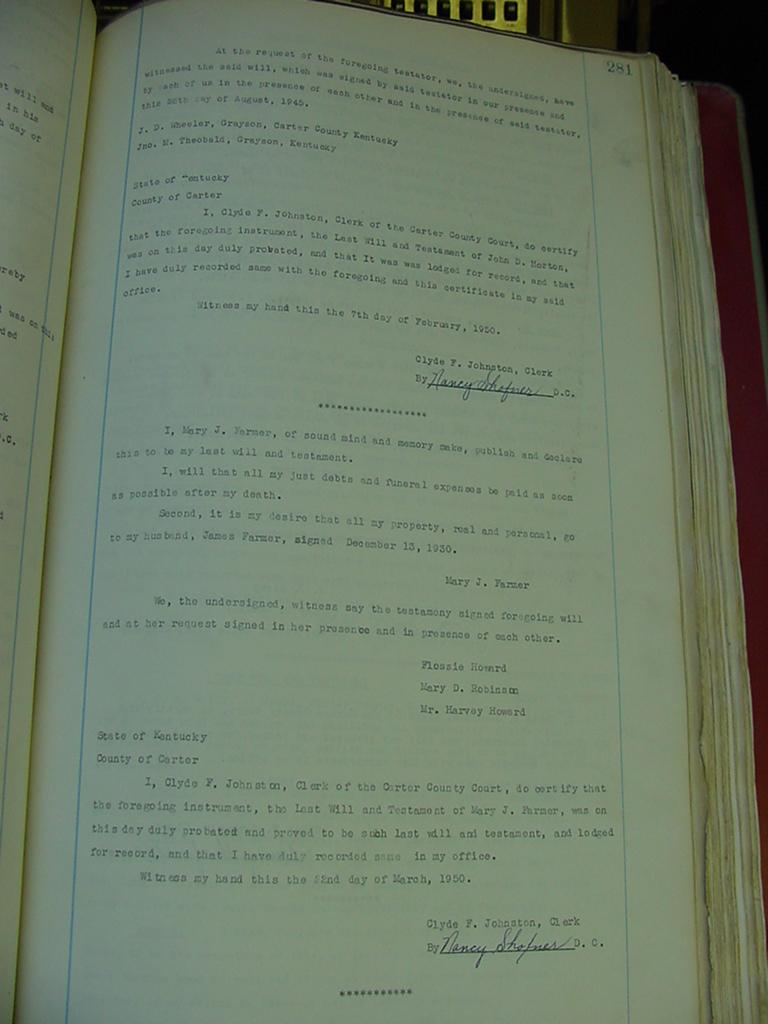 281
At the request of the foregoing testator, we, the undersigned, have
witnessed the said will, which was signed by said testator in our presence and
by each of us in the presence of each other and in the presence of said testator,
this day of August, 1945.
J. D. Wheeler, Grayson, Carter County Kentucky
Jno. M. Theobald, Grayson, Kentucky
State of Kentucky
County of Carter
I, Clyde F. Johnston, Clerk of the Carter County Court, do certify
that the foregoing instrument, the Last Will and Testament of John D. Morton,
was on this day duly probated, and that It was was lodged for record, and that
I have duly recorded same with the foregoing and this certificate in my said
office.
Witness my hand this the 7th day of February, 1950.
Clyde F. Johnston, Clerk
By Nancy Shofner D.C.
*****************
I, Mary J. Farmer, of sound mind and memory make, publish and declare
this to be my last will and testament.
I, will that all my just debts and funeral expenses be paid as soon
as possible after my death.
Second, it is my desire that all my property, real and personal, go
to my husband, James Farmer, signed December 13, 1930.
Mary J. Farmer
We, the undersigned, witness say the testamony signed foregoing will
and at her request signed in her presence and in presence of each other.
Flossie Howard
Mary D. Robinson
Mr. Harvey Howard
State of Kentucky
County of Carter
I, Clyde F. Johnston, Clerk of the Carter County Court, do certify that
the foregoing instrument, the Last Will and Testament of Mary J. Farmer, was on
this day duly probated and proved to be such last will and testament, and lodged
for record, and that I have duly recorded same in my office.
Witness my hand this the 22nd day of March, 1950.
Clyde F. Johnston, Clerk
By Nancy Shofner D. C.
***********